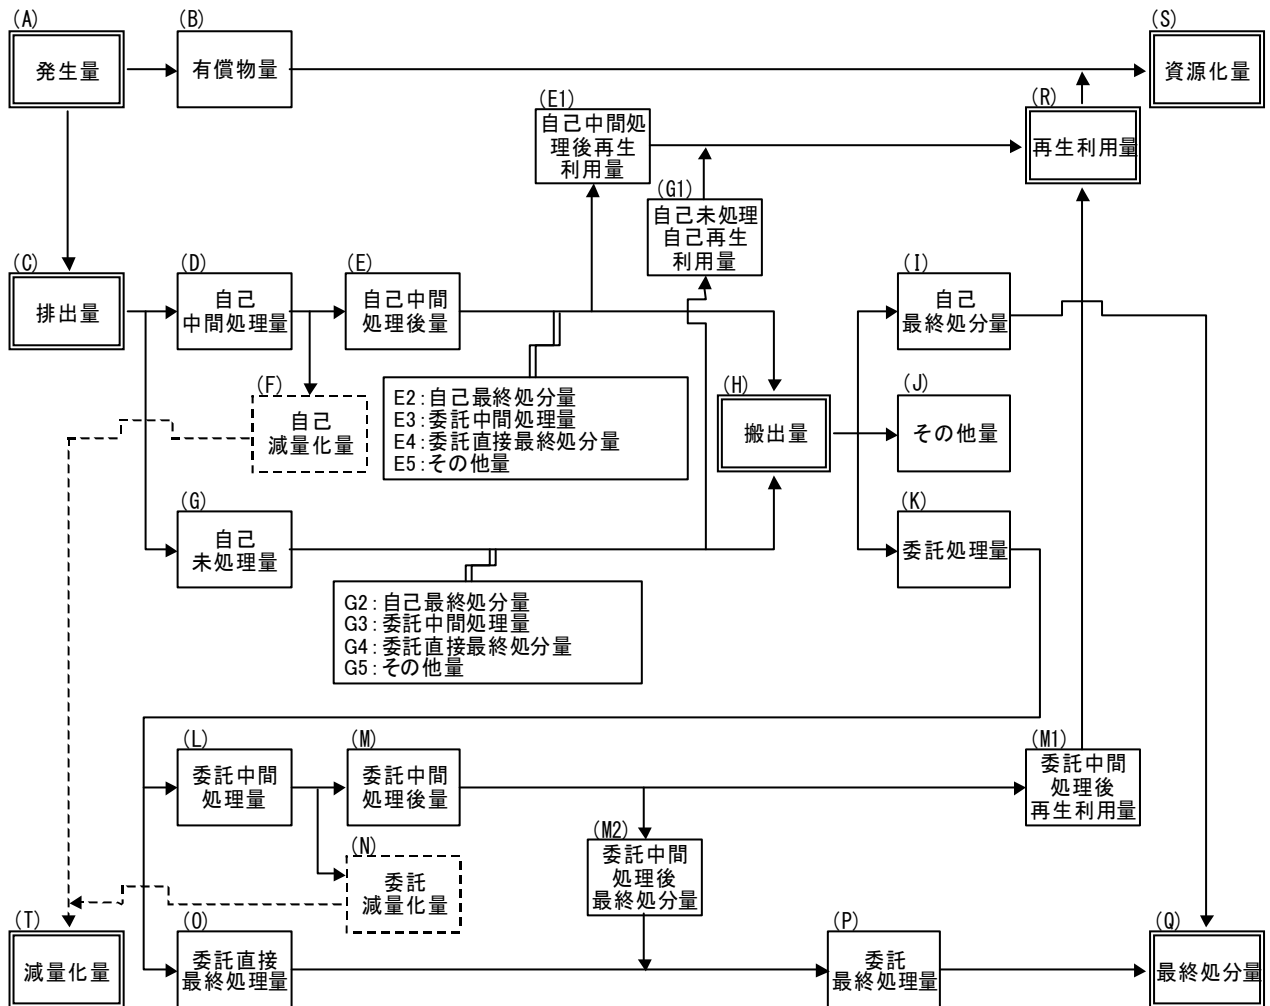 (A)
発生量
(B)
有償物量
(S)
資源化量
(E1)
自己中間処
理後再生
利用量
(R)
再生利用量
(G1)
自己未処理
自己再生
利用量
(C)
排出量
(D)
自己
中間処理量
(E)
自己中間
処理後量
(I)
自己
最終処分量
(F)
自己
減量化量
E2:自己最終処分量
E3:委託中間処理量
E4:委託直接最終処分量
E5:その他量
(H)
搬出量
(J)
その他量
(G)
自己
未処理量
(K)
委託処理量
G2:自己最終処分量
G3:委託中間処理量
G4:委託直接最終処分量
G5:その他量
(L)
委託中間
処理量
(M)
委託中間
処理後量
(M1)
委託中間
処理後
再生利用量
(M2)
委託中間
処理後
最終処分量
(N)
委託
減量化量
(T)
減量化量
(O)
委託直接
最終処理量
(P)
委託
最終処理量
(Q)
最終処分量